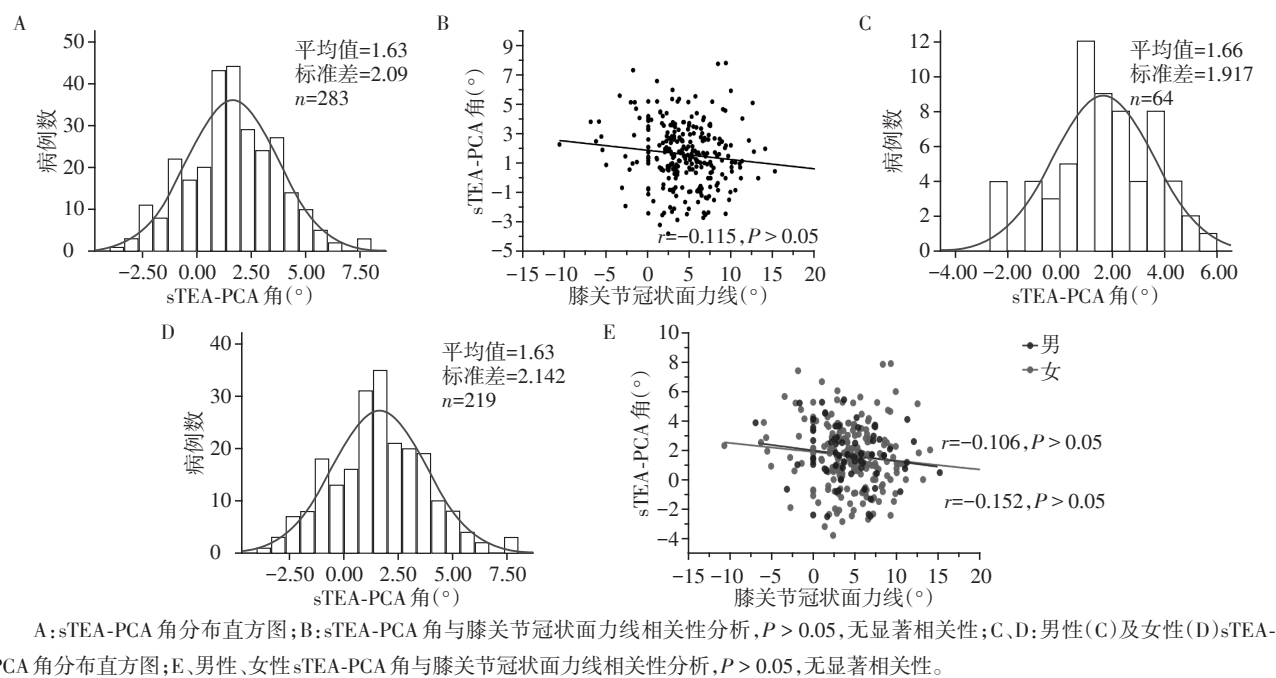 A
平均值=1.63
标准差=2.09
n=283
病例数
50
40
30
20
10
0
−2.50 0.00 2.50 5.00 7.50
sTEA-PCA角(°)
B
sTEA-PCA角(°)
9
7
5
3
1
−1
−3
−5
r=−0.115,P>0.05
−15 −10 −5 0 5 10 15 20
膝关节冠状面力线(°)
C
平均值=1.66
标准差=1.917
n=64
病例数
12
10
8
6
4
2
0
−4.00 −2.00 0.00 2.00 4.00 6.00
sTEA-PCA角(°)
D
平均值=1.63
标准差=2.142
n=219
病例数
40
30
20
10
0
−2.50 0.00 2.50 5.00 7.50
sTEA-PCA角(°)
E
男
女
sTEA-PCA角(°)
10
8
6
4
2
0
−2
−4
r=−0.106,P>0.05
r=−0.152,P>0.05
−15 −10 −5 0 5 10 15 20
膝关节冠状面力线(°)
A:sTEA-PCA角分布直方图;B:sTEA-PCA角与膝关节冠状面力线相关性分析,P>0.05,无显著相关性;C、D:男性(C)及女性(D)sTEA-
PCA角分布直方图;E、男性、女性sTEA-PCA角与膝关节冠状面力线相关性分析,P>0.05,无显著相关性。